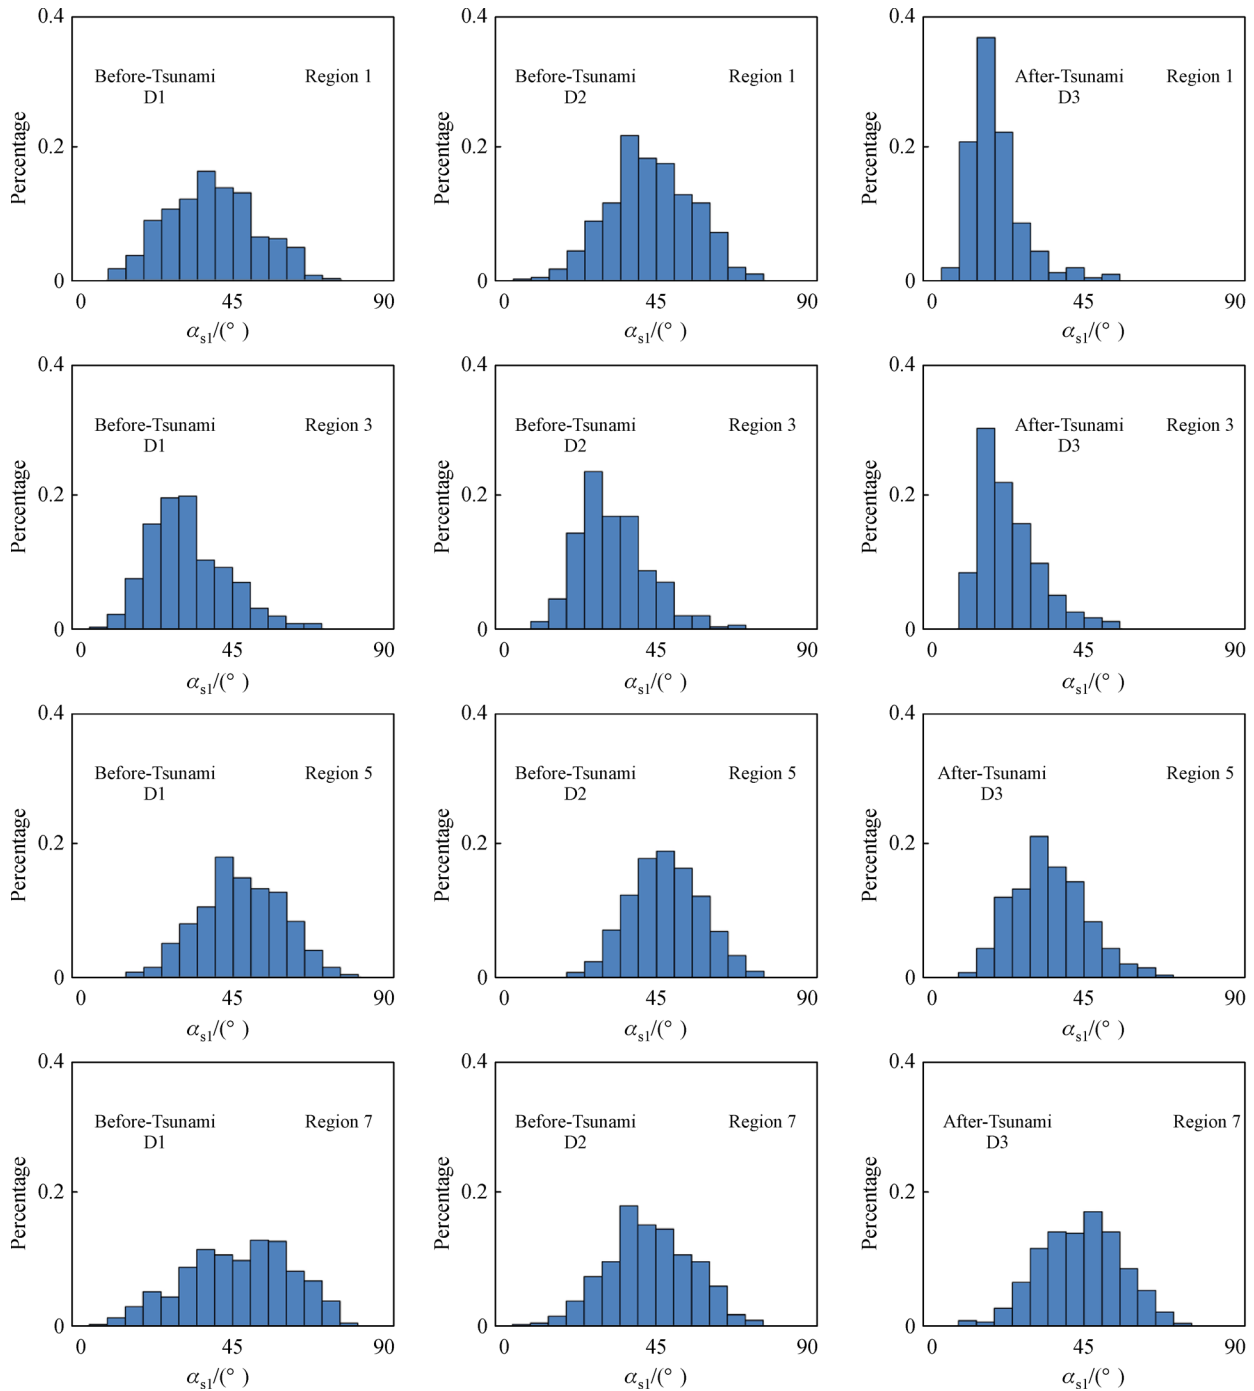 0.4
Before-Tsunami
D1
Region 1
Percentage
0.2
0
0
45
90
αs1/(° )
0.4
Before-Tsunami
D2
Region 1
Percentage
0.2
0
0
45
90
αs1/(° )
0.4
After-Tsunami
D3
Region 1
Percentage
0.2
0
0
45
90
αs1/(° )
0.4
Before-Tsunami
D1
Region 3
Percentage
0.2
0
0
45
90
αs1/(° )
0.4
Before-Tsunami
D2
Region 3
Percentage
0.2
0
0
45
90
αs1/(° )
0.4
After-Tsunami
D3
Region 3
Percentage
0.2
0
0
45
90
αs1/(° )
0.4
Before-Tsunami
D1
Region 5
Percentage
0.2
0
0
45
90
αs1/(° )
0.4
Before-Tsunami
D2
Region 5
Percentage
0.2
0
0
45
90
αs1/(° )
0.4
After-Tsunami
D3
Region 5
Percentage
0.2
0
0
45
90
αs1/(° )
0.4
Before-Tsunami
D1
Region 7
Percentage
0.2
0
0
45
90
αs1/(° )
0.4
Before-Tsunami
D2
Region 7
Percentage
0.2
0
0
45
90
αs1/(° )
0.4
After-Tsunami
D3
Region 7
Percentage
0.2
0
0
45
90
αs1/(° )